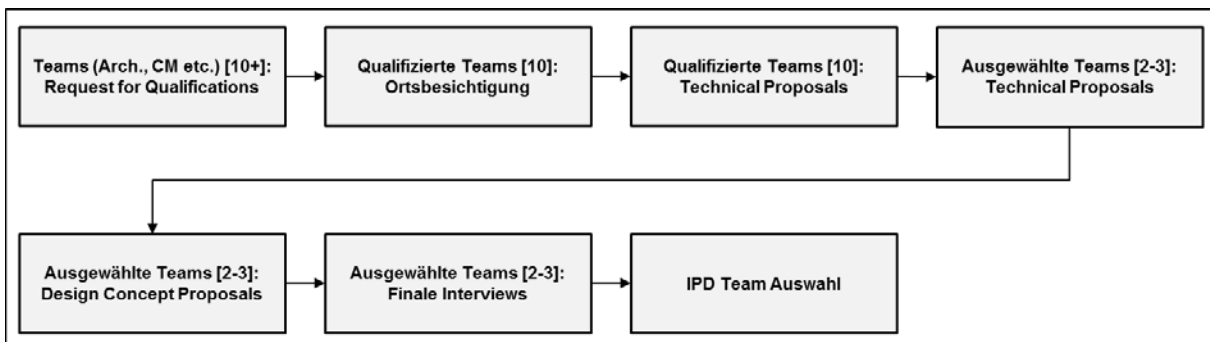 Teams (Arch., CM etc.) [10+]:
Request for Qualifications
Qualifizierte Teams [10]:
Ortsbesichtigung
Qualifizierte Teams [10]:
Technical Proposals
Ausgewählte Teams [2-3]:
Technical Proposals
Ausgewählte Teams [2-3]:
Design Concept Proposals
Ausgewählte Teams [2-3]:
Finale Interviews
IPD Team Auswahl